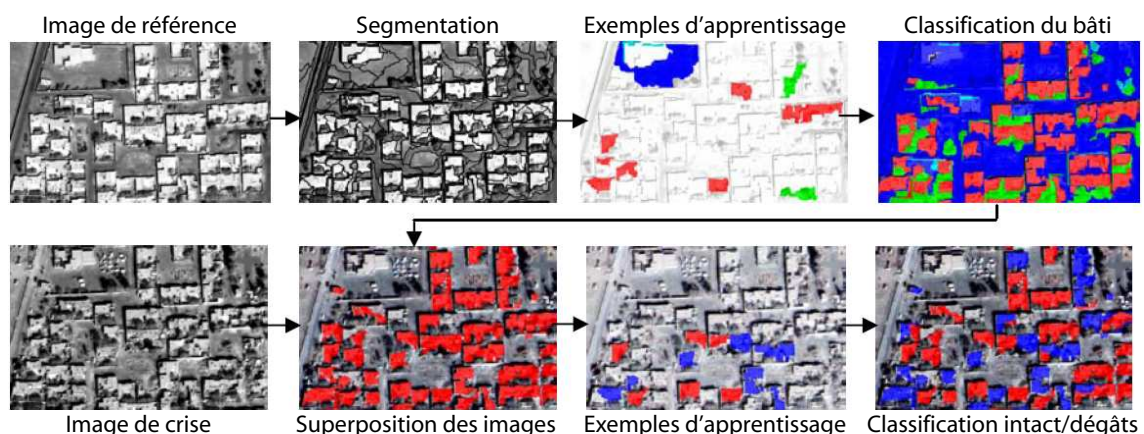 Image de référence
Segmentation
Exemples d’apprentissage
Classification du bâti
Image de crise
Superposition des images
Exemples d’apprentissage
Classification intact/dégâts